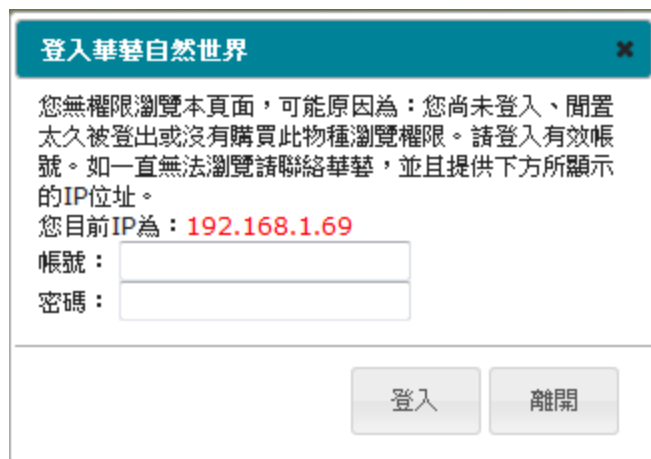 登入華藝自然世界
您無權限瀏覽本頁面，可能原因為：您尚未登入、閒置
太久被登出或沒有購買此物種瀏覽權限。請登入有效帳
號。如一直無法瀏覽請聯絡華藝，並且提供下方所顯示
的IP位址。
您目前IP為：192.168.1.69
帳號：
密碼：
登入 離開